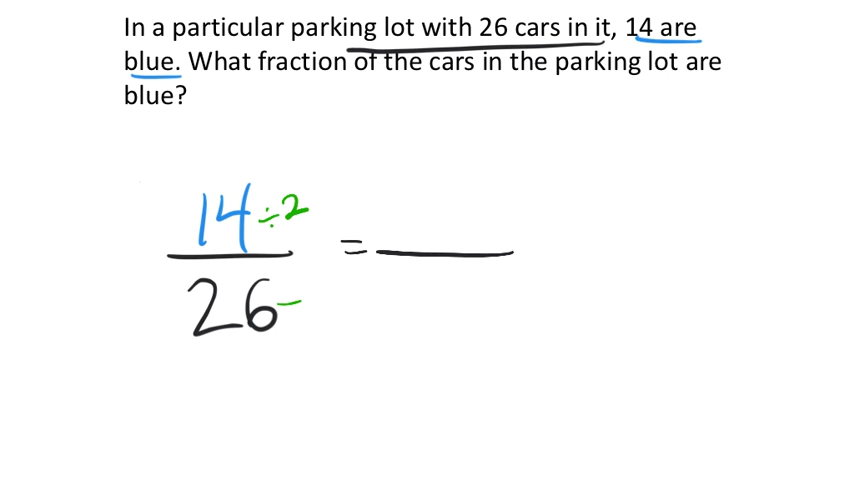 In a particular parking lot with 26 cars in it, 14 are
blue. What fraction of the cars in the parking lot are
blue?
14 ÷2
=
26 −